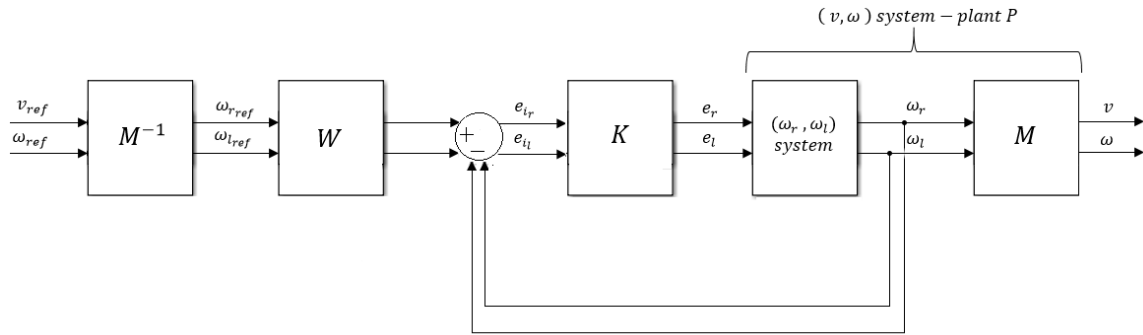 ( v, ω ) system − plant P
v_ref
ω_ref
M⁻¹
ω_r_ref
ω_l_ref
W
+
−
e_i_r
e_i_l
K
e_r
e_l
(ω_r , ω_l)
system
ω_r
ω_l
M
v
ω